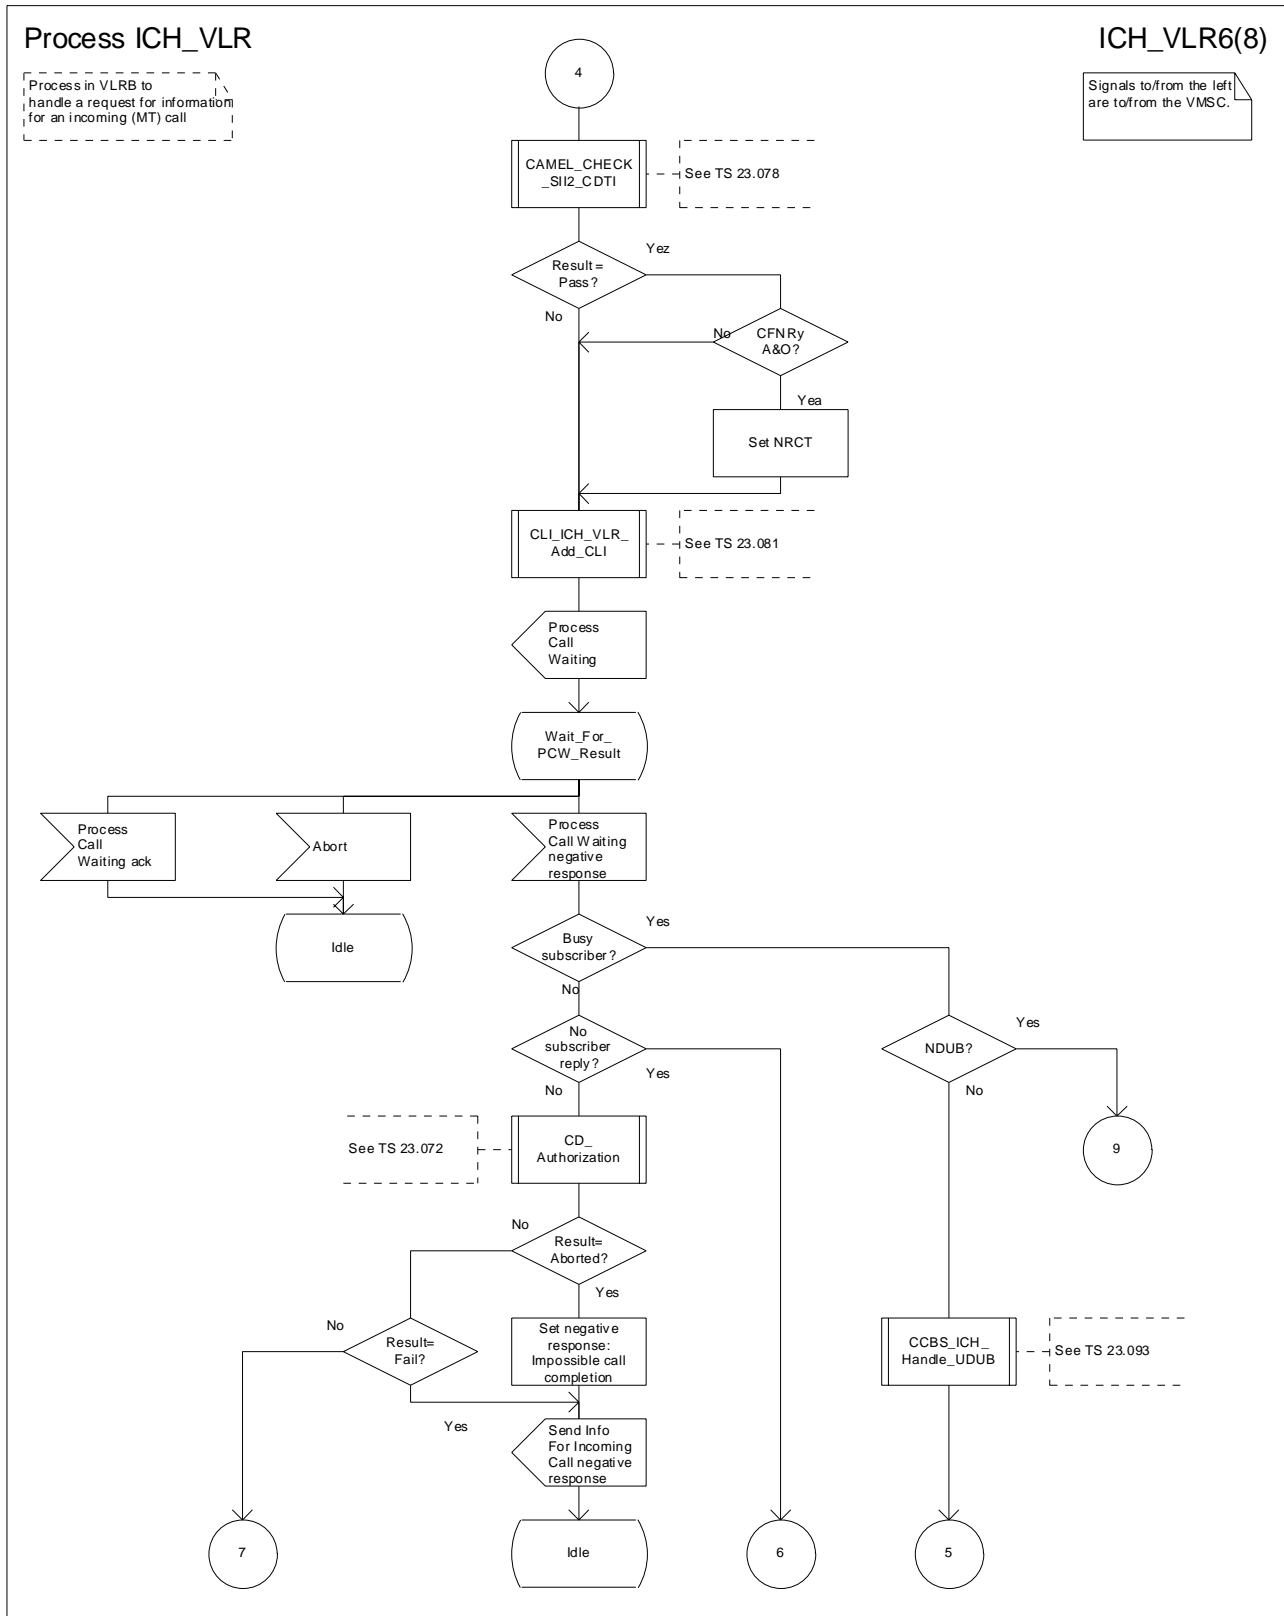 Process ICH_VLR
ICH_VLR6(8)
Process in VLRB to
handle a request for information
for an incoming (MT) call
4
Signals to/from the left
are to/from the VMSC.
CAMEL_CHECK
_SII2_CDTI
See TS 23.078
Yez
Result =
Pass?
No
No
CFNRy
A&O?
Yea
Set NRCT
CLI_ICH_VLR_
Add_CLI
See TS 23.081
Process
Call
Waiting
Wait_For_
PCW_Result
Process
Call
Waiting ack
Abort
Process
Call Waiting
negative
response
Idle
Busy
subscriber?
Yes
No
No
subscriber
reply?
Yes
No
NDUB?
Yes
No
9
See TS 23.072
CD_
Authorization
No
Result=
Aborted?
Yes
No
Result=
Fail?
Yes
Set negative
response:
Impossible call
completion
CCBS_ICH_
Handle_UDUB
See TS 23.093
Send Info
For Incoming
Call negative
response
7
Idle
6
5